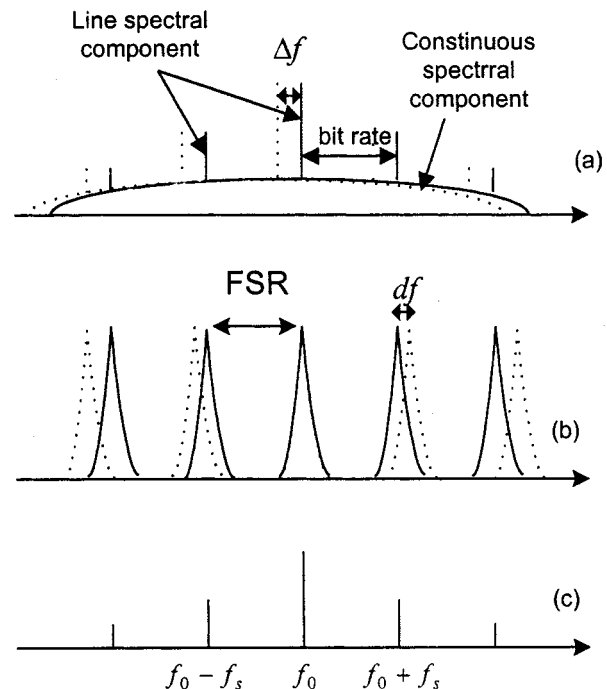 Line spectral
component
Δf
Constinuous
spectrral
component
bit rate
(a)
FSR
df
(b)
(c)
f₀ − fₛ
f₀
f₀ + fₛ